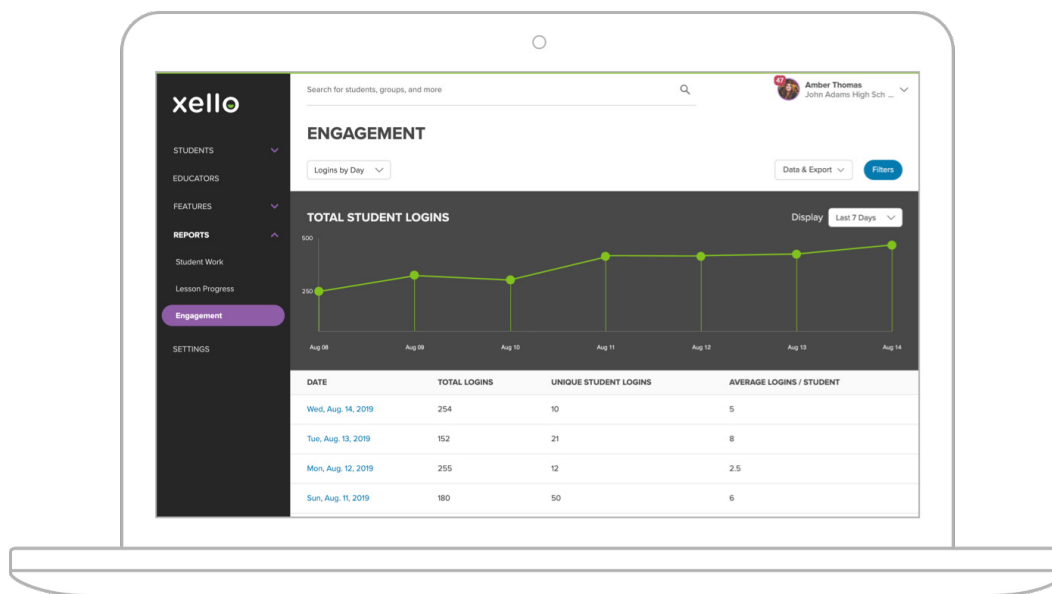 xello
STUDENTS
EDUCATORS
FEATURES
REPORTS
Student Work
Lesson Progress
Engagement
SETTINGS
Search for students, groups, and more
47
Amber Thomas
John Adams High Sch ...
ENGAGEMENT
Logins by Day
Data & Export
Filters
TOTAL STUDENT LOGINS
Display Last 7 Days
500
250
Aug 08 Aug 09 Aug 10 Aug 11 Aug 12 Aug 13 Aug 14
DATE TOTAL LOGINS UNIQUE STUDENT LOGINS AVERAGE LOGINS / STUDENT
Wed, Aug. 14, 2019 254 10 5
Tue, Aug. 13, 2019 152 21 8
Mon, Aug. 12, 2019 255 12 2.5
Sun, Aug. 11, 2019 180 50 6